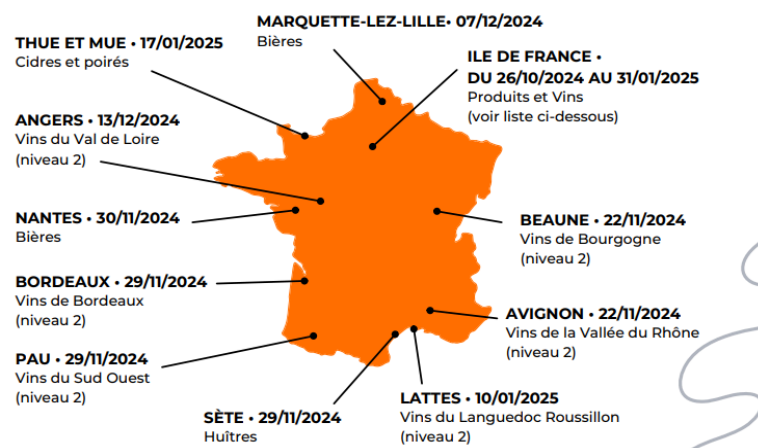 MARQUETTE-LEZ-LILLE• 07/12/2024
Bières
THUE ET MUE • 17/01/2025
Cidres et poirés
ILE DE FRANCE •
DU 26/10/2024 AU 31/01/2025
Produits et Vins
(voir liste ci-dessous)
ANGERS • 13/12/2024
Vins du Val de Loire
(niveau 2)
NANTES • 30/11/2024
Bières
BEAUNE • 22/11/2024
Vins de Bourgogne
(niveau 2)
BORDEAUX • 29/11/2024
Vins de Bordeaux
(niveau 2)
AVIGNON • 22/11/2024
Vins de la Vallée du Rhône
(niveau 2)
PAU • 29/11/2024
Vins du Sud Ouest
(niveau 2)
SÈTE • 29/11/2024
Huîtres
LATTES • 10/01/2025
Vins du Languedoc Roussillon
(niveau 2)